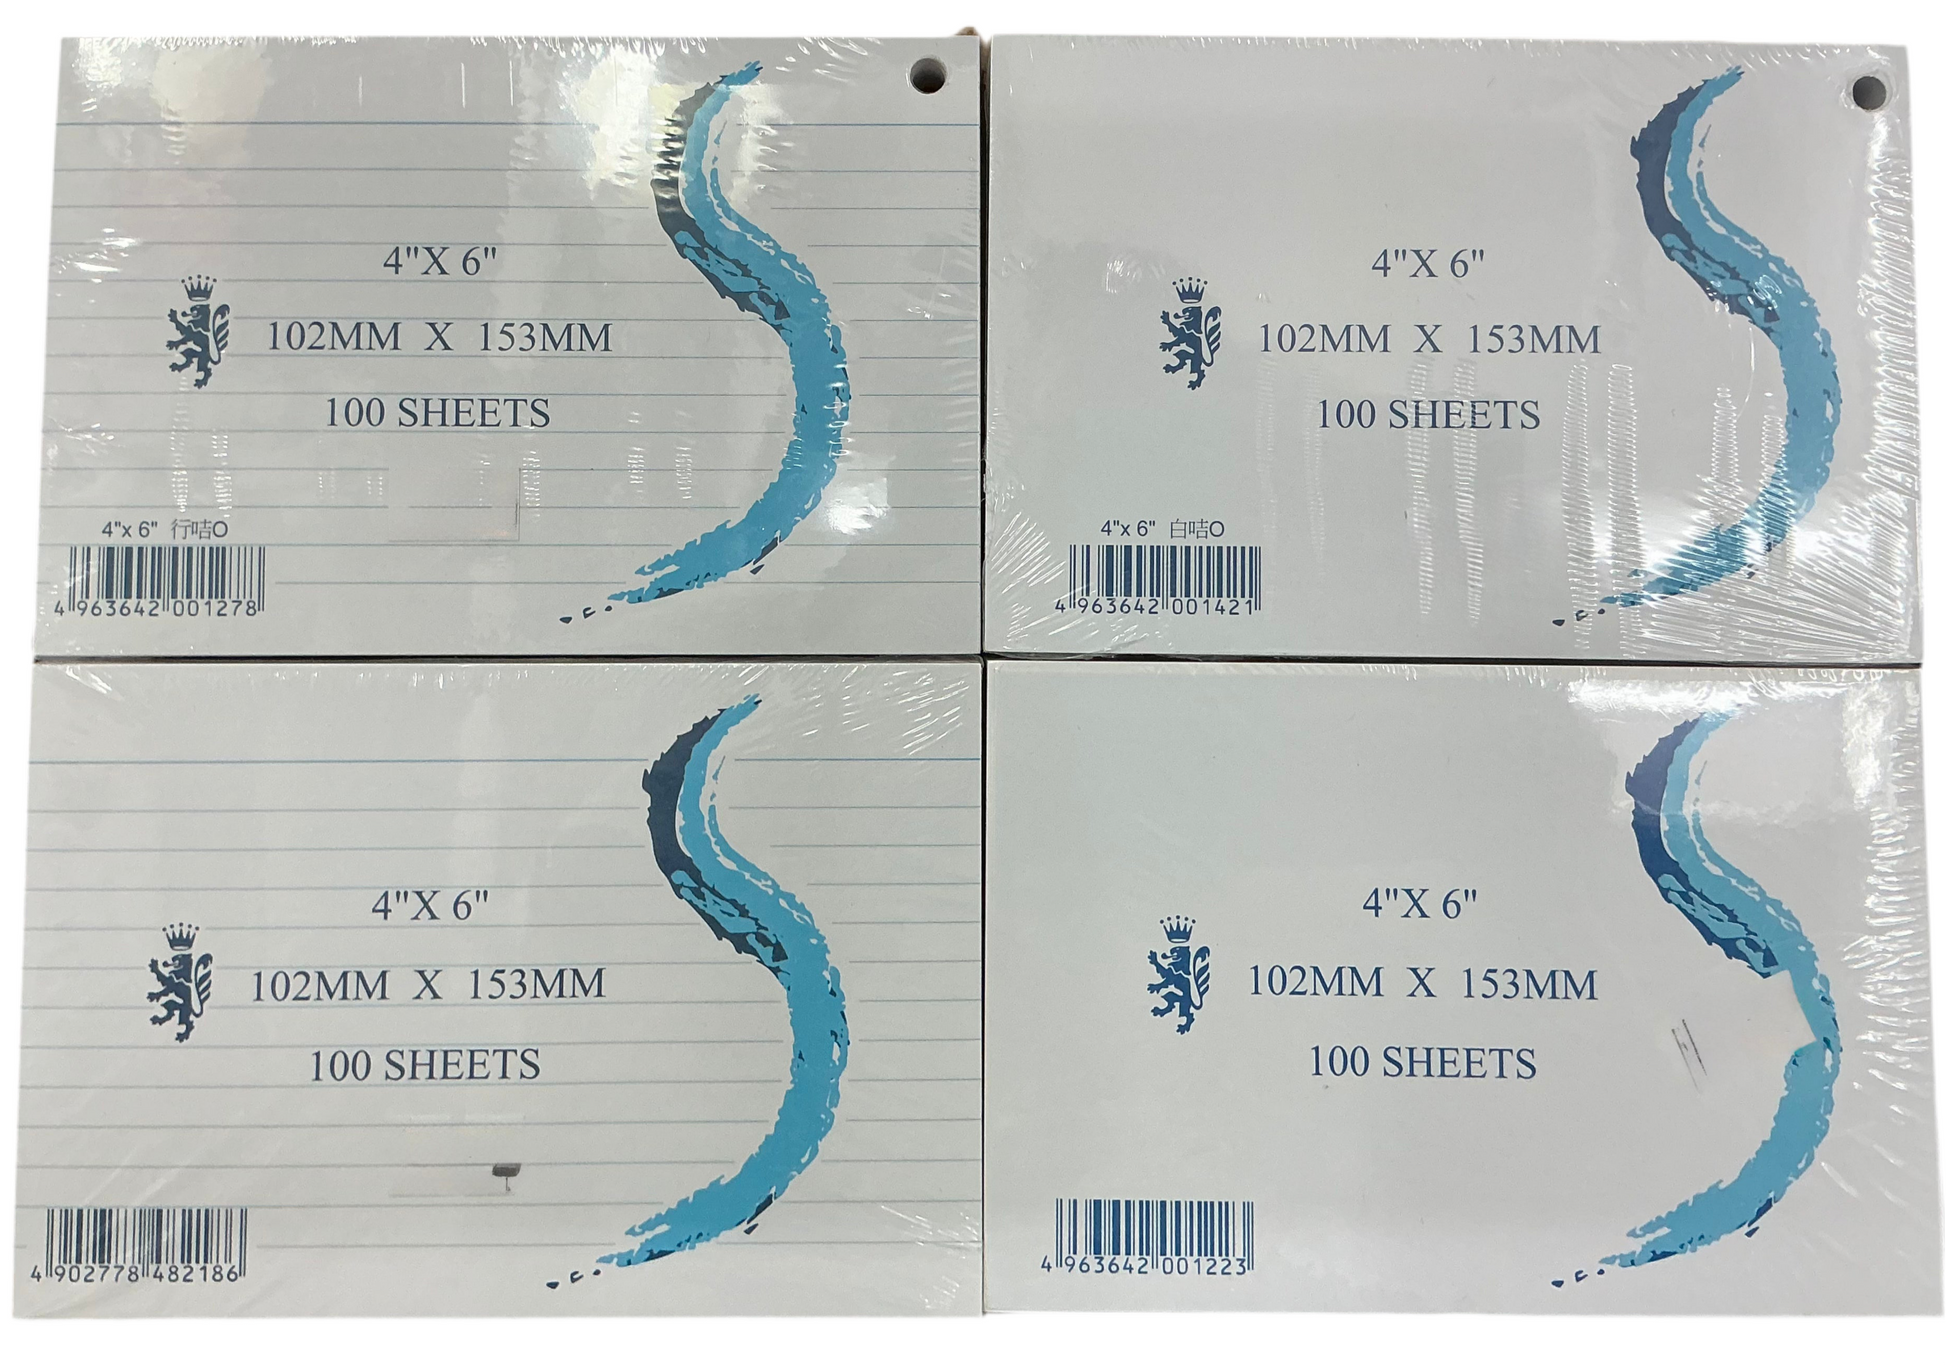 4"X 6"
102MM X 153MM
100 SHEETS
4"x 6" 行咭O
4 963642 001278
4"X 6"
102MM X 153MM
100 SHEETS
4"x 6" 白咭O
4 963642 001421
4"X 6"
102MM X 153MM
100 SHEETS
4 902778 482186
4"X 6"
102MM X 153MM
100 SHEETS
4 963642 001223